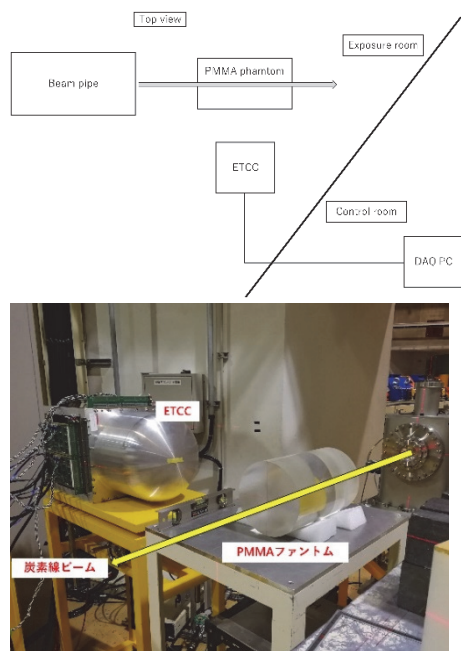 Top view
Exposure room
PMMA phamtom
Beam pipe
ETCC
Control room
DAQ PC
ETCC
PMMAファントム
炭素線ビーム